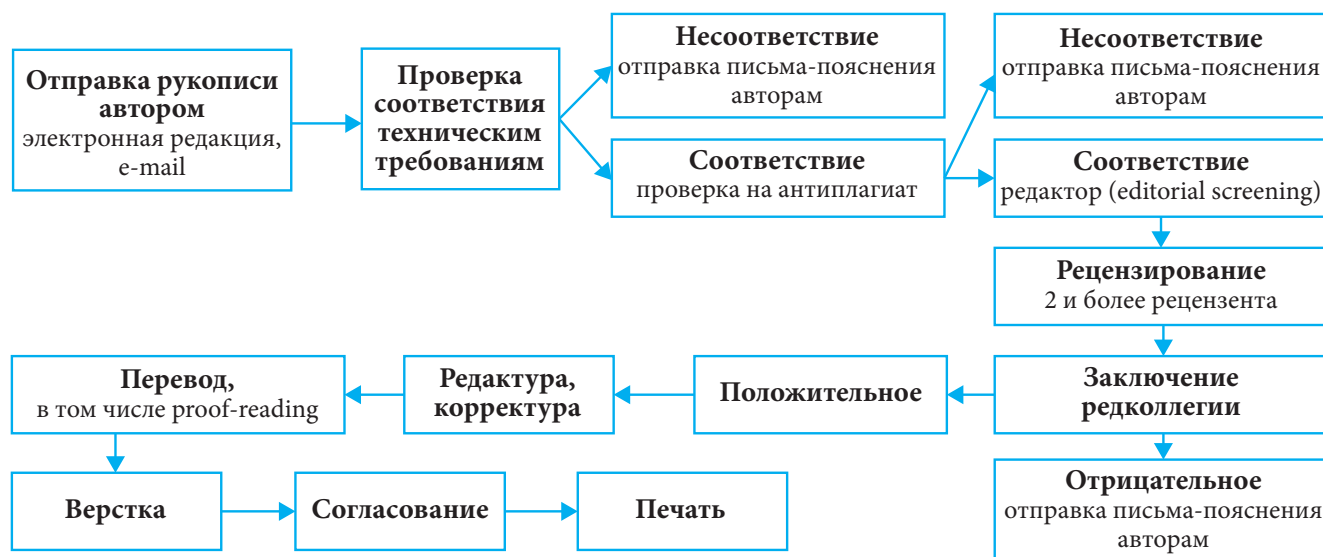 Отправка рукописи
автором
электронная редакция,
e-mail
Проверка
соответствия
техническим
требованиям
Несоответствие
отправка письма-пояснения
авторам
Соответствие
проверка на антиплагиат
Несоответствие
отправка письма-пояснения
авторам
Соответствие
редактор (editorial screening)
Рецензирование
2 и более рецензента
Заключение
редколлегии
Положительное
Редактура,
корректура
Перевод,
в том числе proof-reading
Отрицательное
отправка письма-пояснения
авторам
Верстка
Согласование
Печать